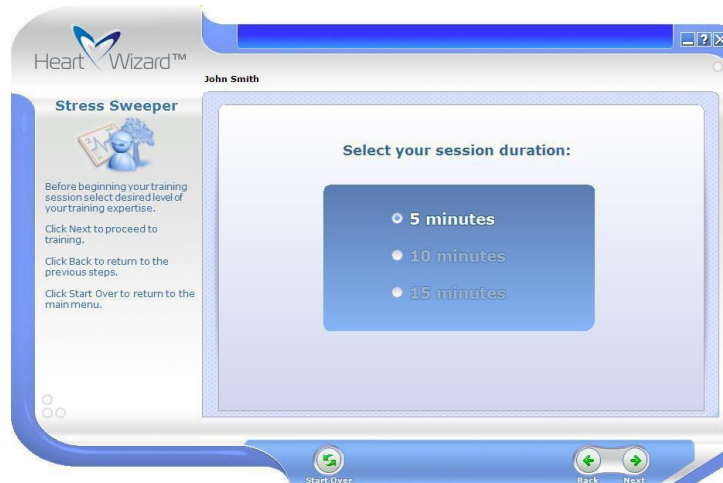 Heart Wizard™
John Smith
Stress Sweeper
Before beginning your training
session select desired level of
your training expertise.
Click Next to proceed to
training.
Click Back to return to the
previous steps.
Click Start Over to return to the
main menu.
Select your session duration:
5 minutes
10 minutes
15 minutes
Start Over
Back Next